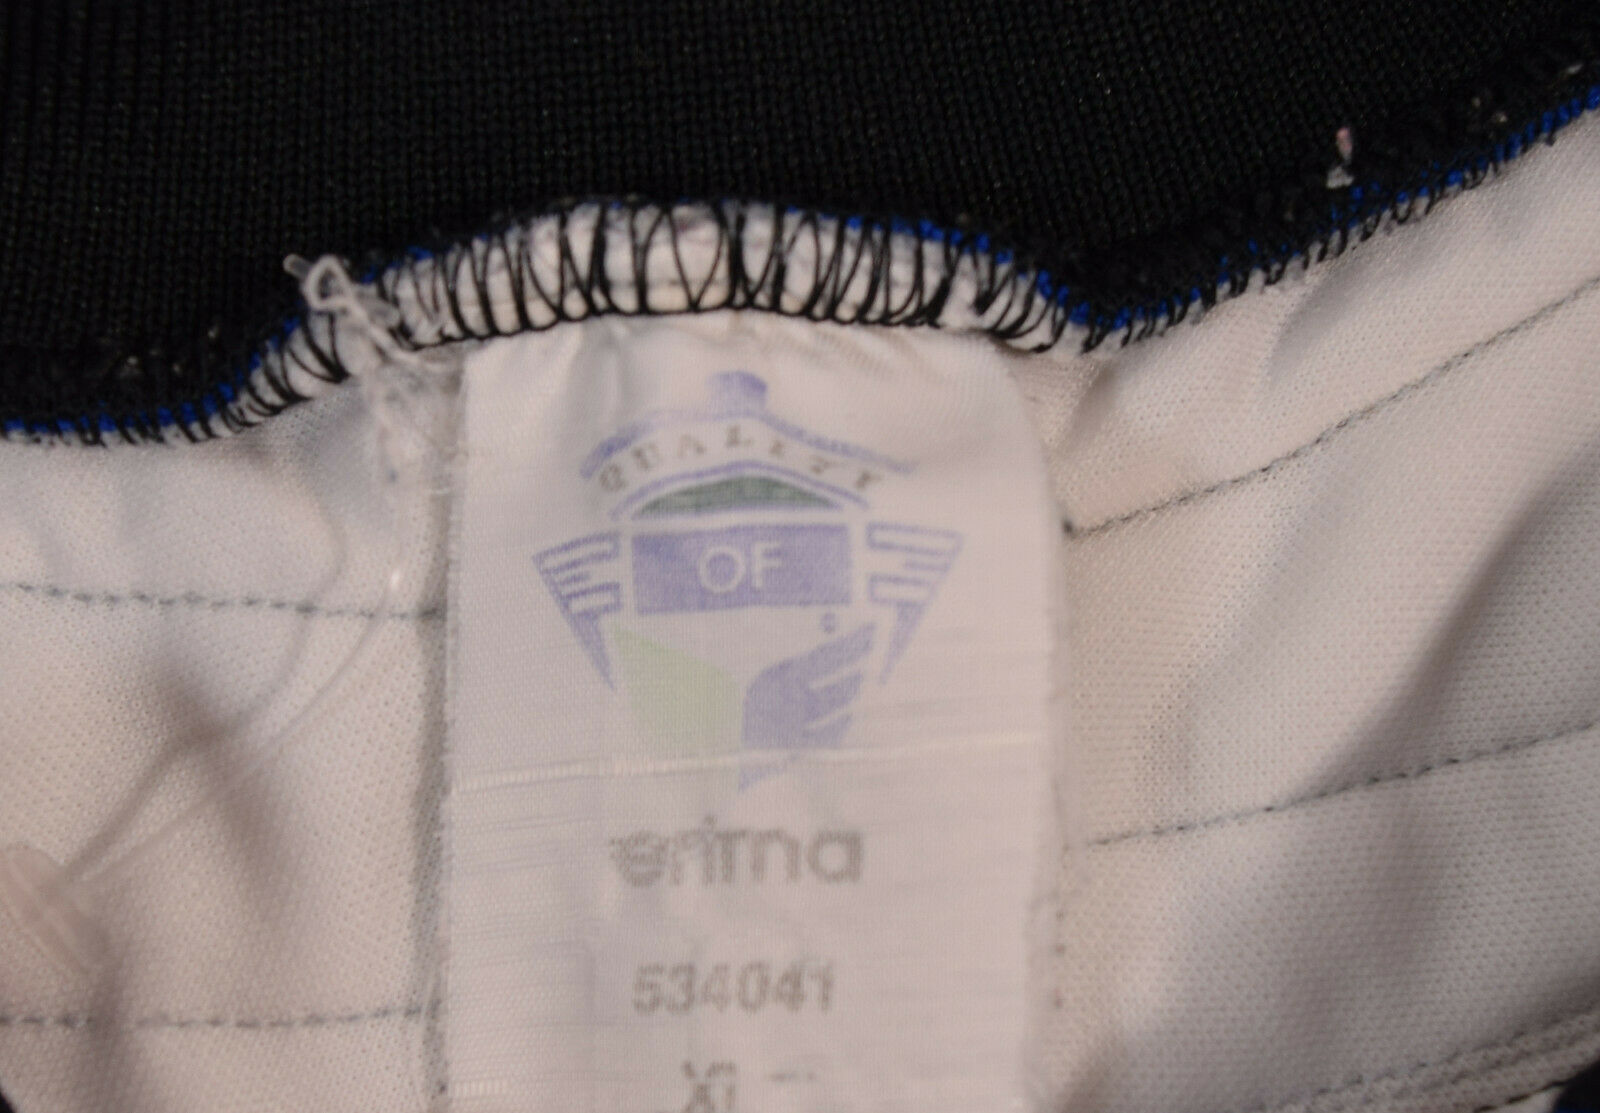 QUALITY
OF
erima
534041